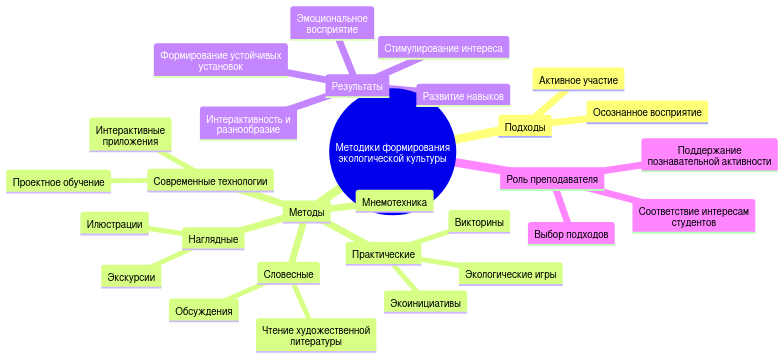 Эмоциональное
восприятие
Стимулирование интереса
Формирование устойчивых
установок
Результаты
Развитие навыков
Интерактивность и
разнообразие
Методики формирования
экологической культуры
Активное участие
Осознанное восприятие
Подходы
Поддержание
познавательной активности
Роль преподавателя
Соответствие интересам
студентов
Выбор подходов
Интерактивные
приложения
Проектное обучение
Современные технологии
Мнемотехника
Методы
Илюстрации
Наглядные
Экскурсии
Викторины
Практические
Экологические игры
Экоинициативы
Словесные
Обсуждения
Чтение художественной
литературы